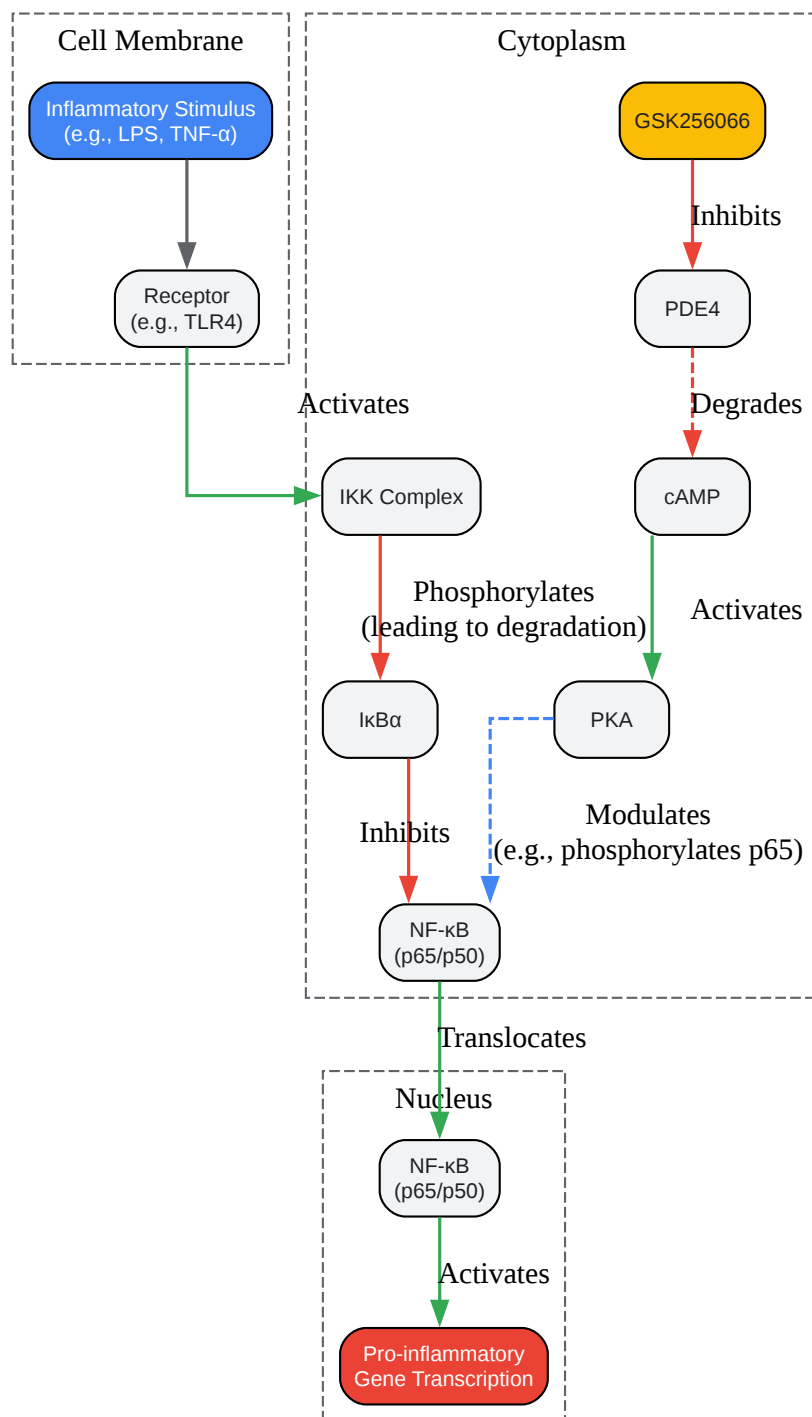 Cell Membrane
Inflammatory Stimulus
(e.g., LPS, TNF-α)
Receptor
(e.g., TLR4)
Cytoplasm
GSK256066
Inhibits
PDE4
Degrades
Activates
IKK Complex
cAMP
Phosphorylates
(leading to degradation)
Activates
IκBα
PKA
Inhibits
Modulates
(e.g., phosphorylates p65)
NF-κB
(p65/p50)
Translocates
Nucleus
NF-κB
(p65/p50)
Activates
Pro-inflammatory
Gene Transcription